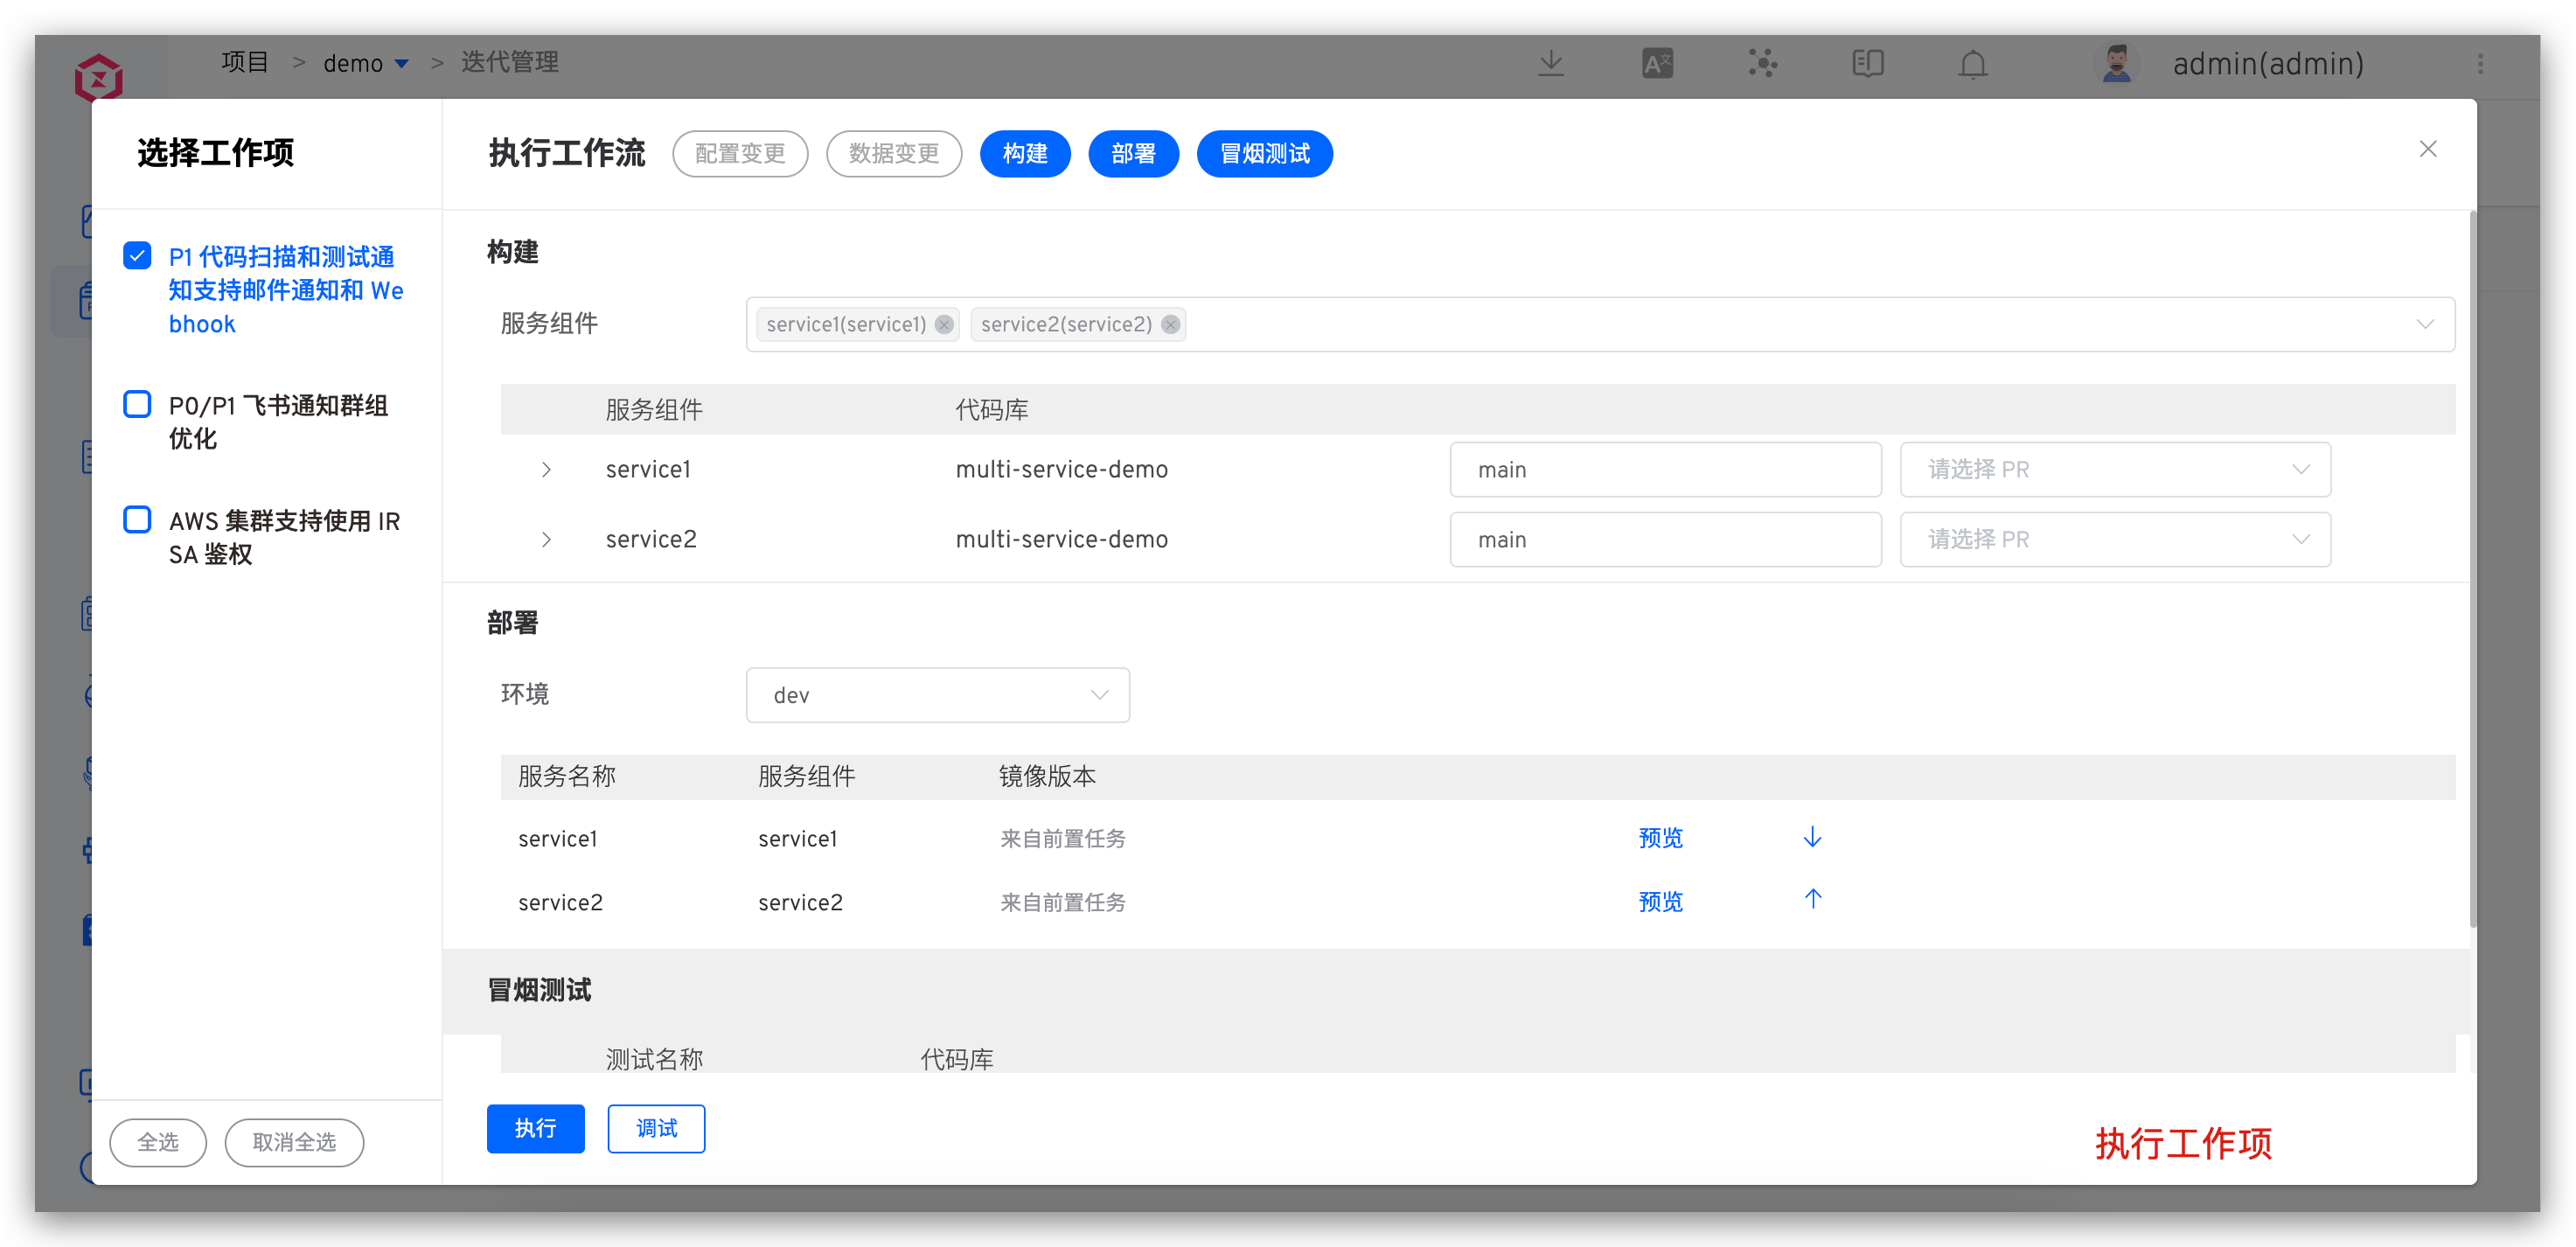 项目 > demo > 迭代管理
admin(admin)
选择工作项
P1 代码扫描和测试通
知支持邮件通知和 We
bhook
P0/P1 飞书通知群组
优化
AWS 集群支持使用 IR
SA 鉴权
全选 取消全选
执行工作流 配置变更 数据变更 构建 部署 冒烟测试
构建
服务组件 service1(service1) service2(service2)
服务组件 代码库
service1 multi-service-demo main 请选择 PR
service2 multi-service-demo main 请选择 PR
部署
环境 dev
服务名称 服务组件 镜像版本
service1 service1 来自前置任务 预览
service2 service2 来自前置任务 预览
冒烟测试
测试名称 代码库
执行 调试
执行工作项